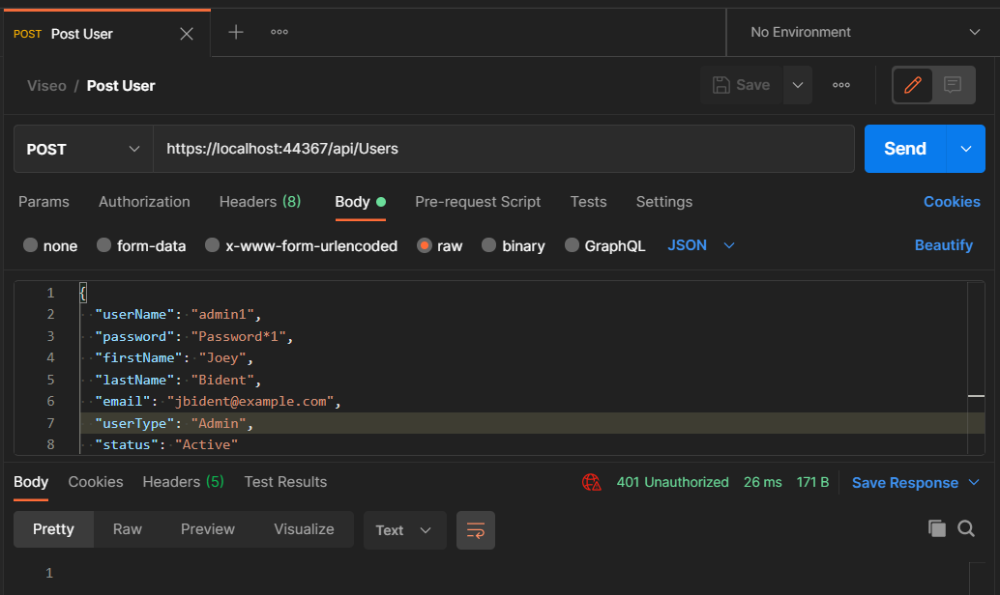 POST Post User
No Environment
Viseo / Post User
Save
POST https://localhost:44367/api/Users Send
Params Authorization Headers (8) Body Pre-request Script Tests Settings Cookies
none form-data x-www-form-urlencoded raw binary GraphQL JSON Beautify
1 {
2 "userName": "admin1",
3 "password": "Password*1",
4 "firstName": "Joey",
5 "lastName": "Bident",
6 "email": "jbident@example.com",
7 "userType": "Admin",
8 "status": "Active"
Body Cookies Headers (5) Test Results 401 Unauthorized 26 ms 171 B Save Response
Pretty Raw Preview Visualize Text
1